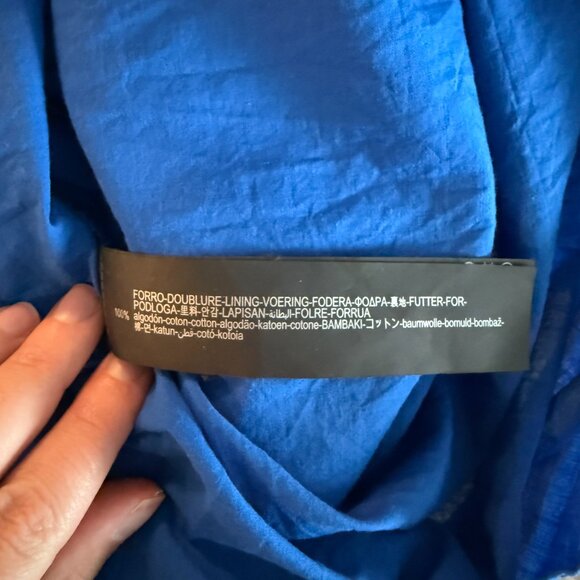 FORRO-DOUBLURE-LINING-VOERING-FODERA-ΦΟΔΡΑ-裏地-FUTTER-FOR-
PODLOGA-里料-안감-LAPISAN-البطانة-FOLRE-FORRUA
100% algodón-coton-cotton-algodão-katoen-cotone-BAMBAKI-コットン-baumwolle-bomuld-bombaž-
棉-면-katun-قطن-cotó-kotoia